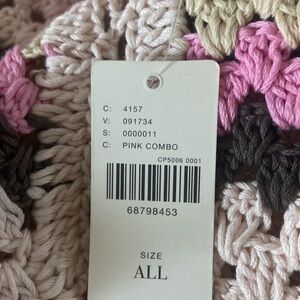 C: 4157
V: 091734
S: 0000011
C: PINK COMBO
CP5006 0001
68798453
SIZE
ALL